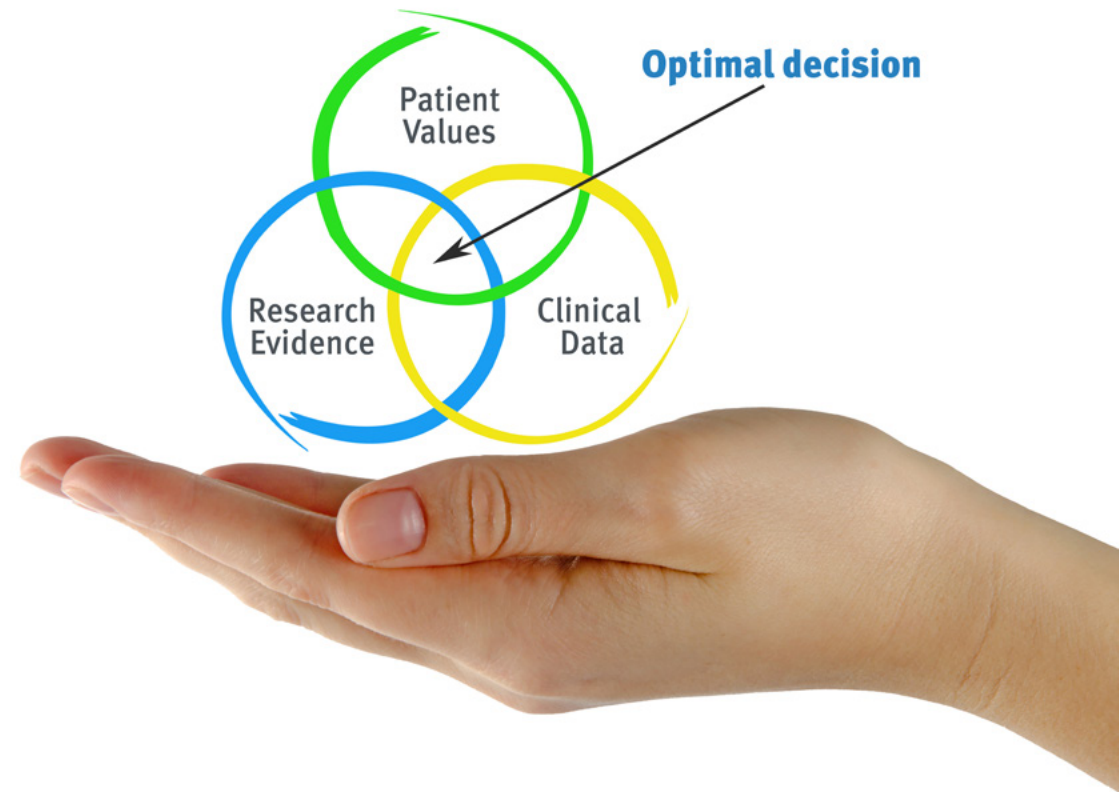 Optimal decision
Patient
Values
Research
Evidence
Clinical
Data